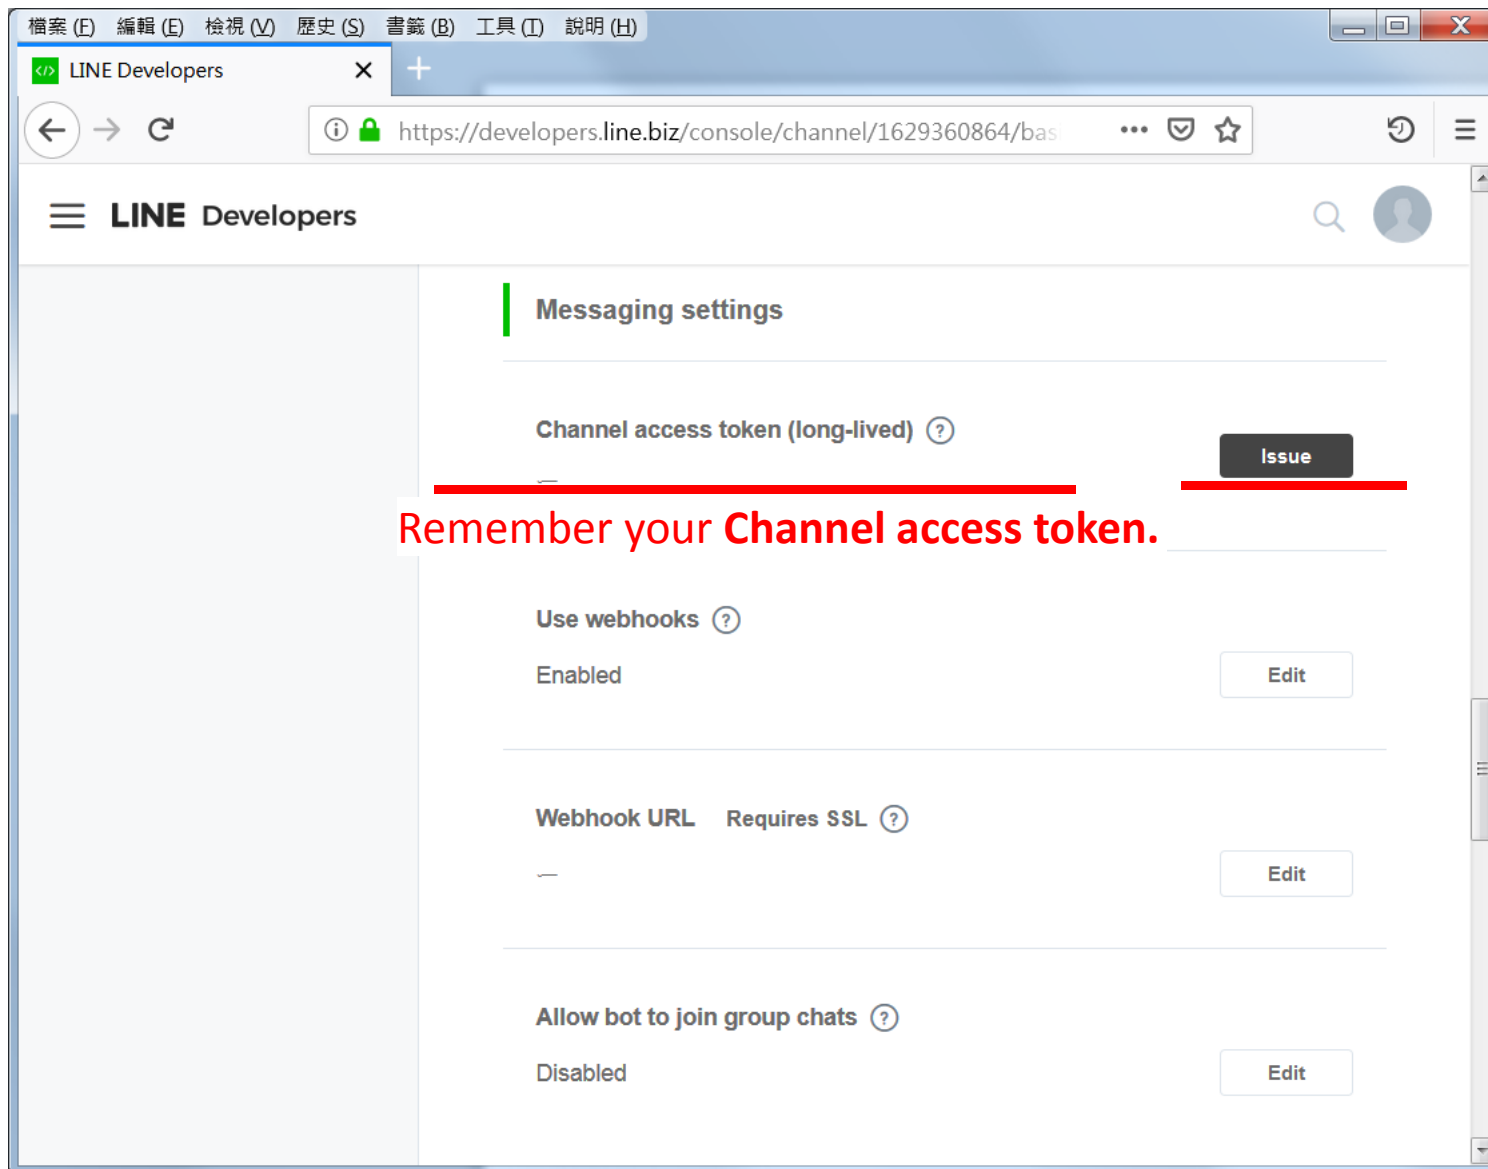 檔案 (F) 編輯 (E) 檢視 (V) 歷史 (S) 書籤 (B) 工具 (T) 說明 (H)
LINE Developers
https://developers.line.biz/console/channel/1629360864/bas
LINE Developers
Messaging settings
Channel access token (long-lived)
Issue
Remember your Channel access token.
Use webhooks
Enabled
Edit
Webhook URL Requires SSL
Edit
Allow bot to join group chats
Disabled
Edit